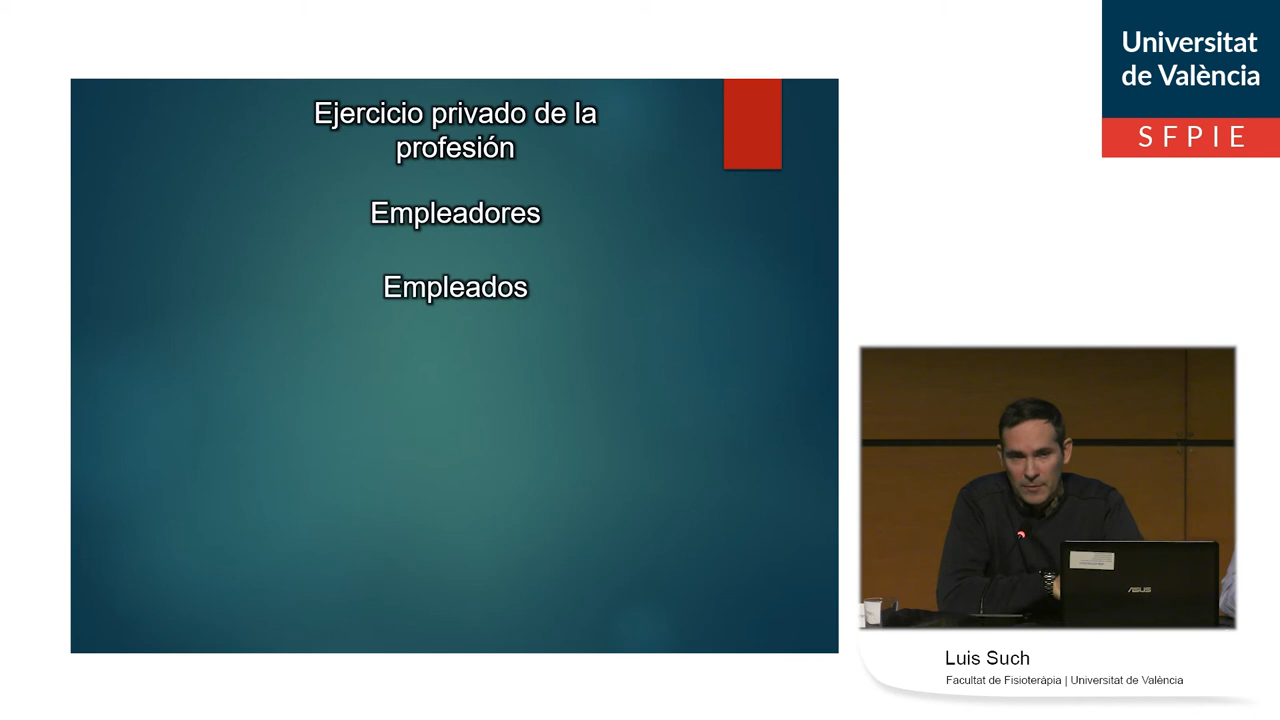 Universitat
de València
SFPIE
Ejercicio privado de la
profesión
Empleadores
Empleados
ASUS
Luis Such
Facultat de Fisioteràpia | Universitat de València